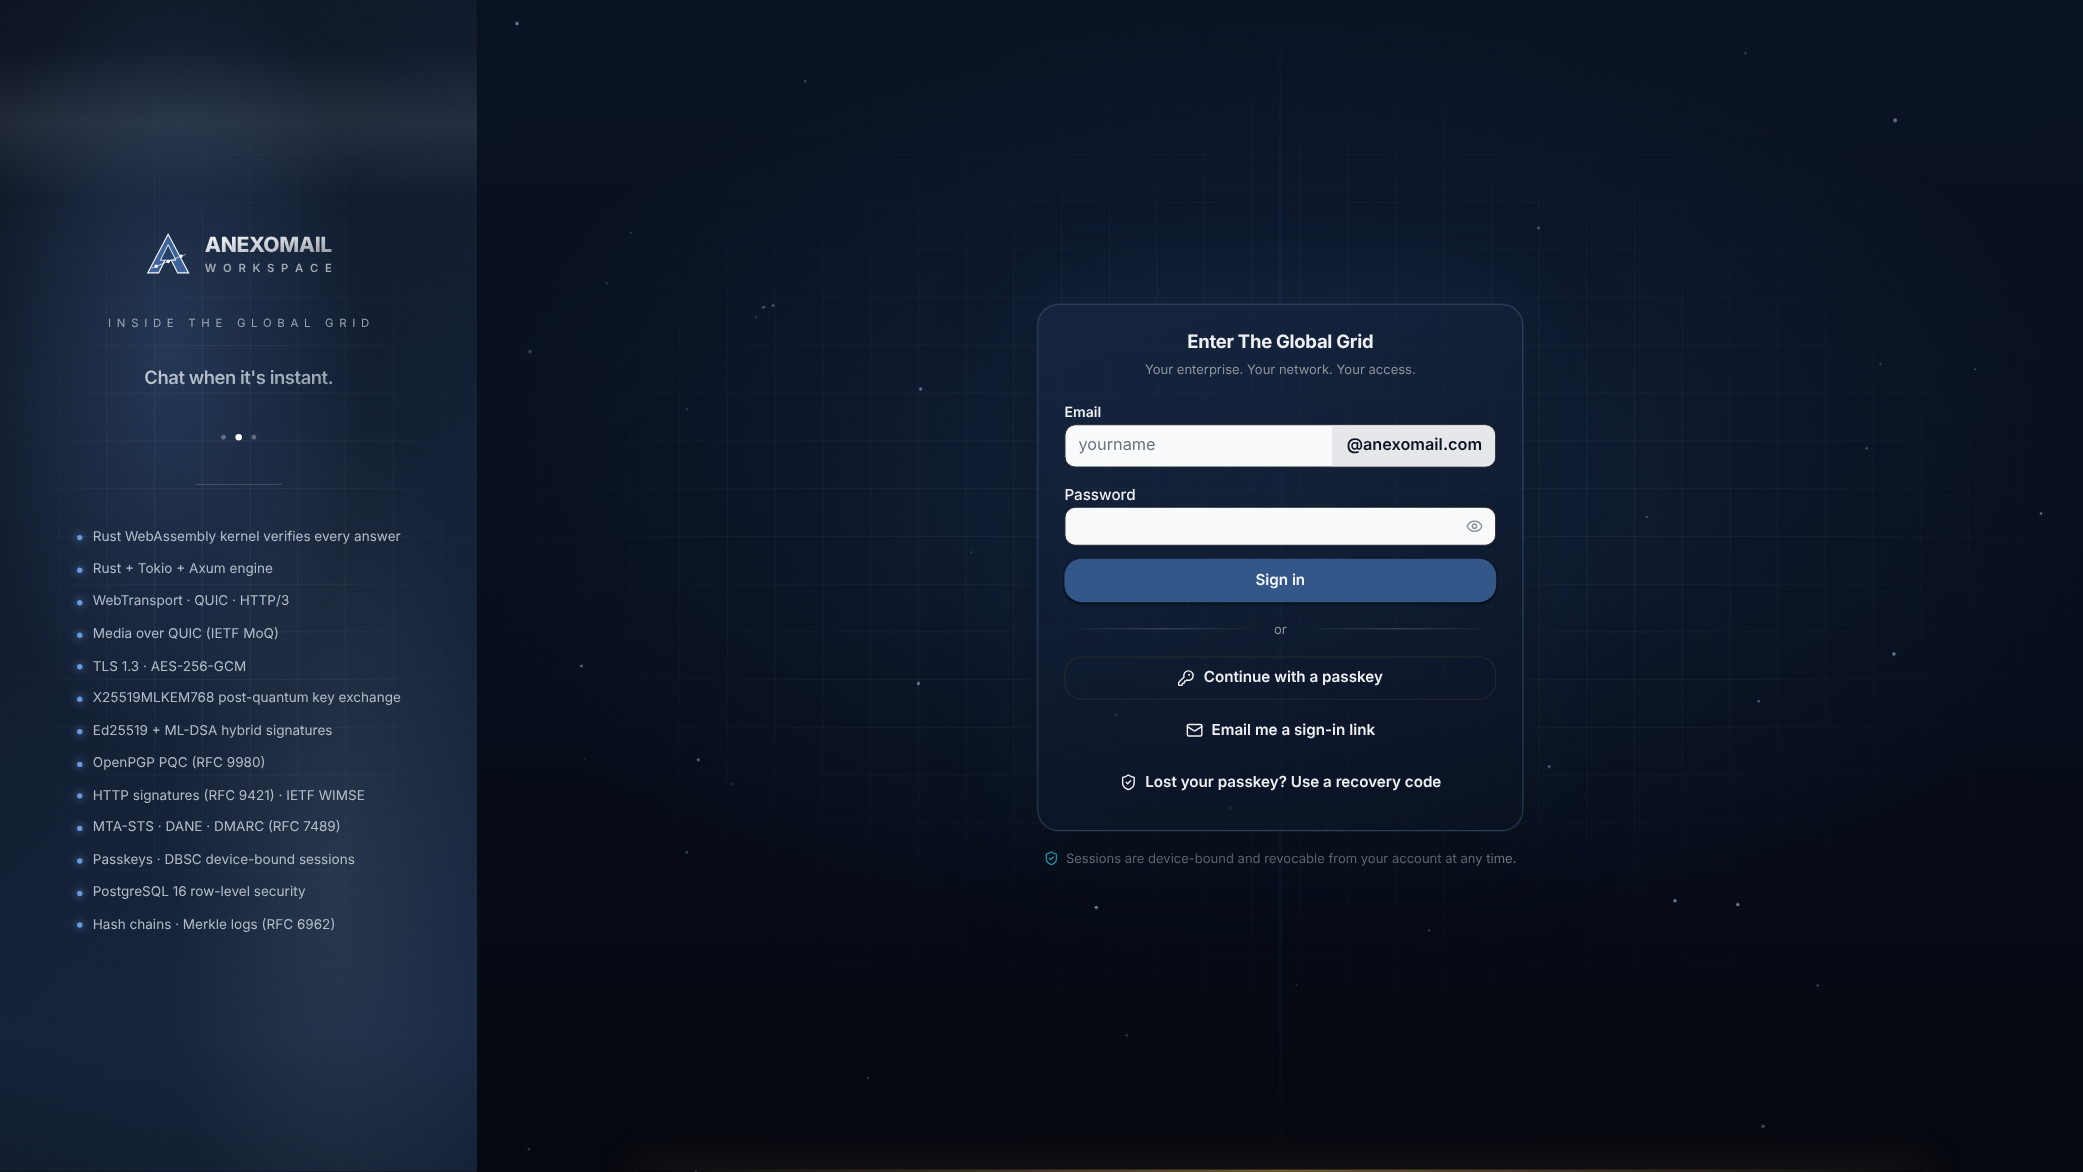 ANEXOMAIL
WORKSPACE
INSIDE THE GLOBAL GRID
Chat when it's instant.
Rust WebAssembly kernel verifies every answer
Rust + Tokio + Axum engine
WebTransport · QUIC · HTTP/3
Media over QUIC (IETF MoQ)
TLS 1.3 · AES-256-GCM
X25519MLKEM768 post-quantum key exchange
Ed25519 + ML-DSA hybrid signatures
OpenPGP PQC (RFC 9980)
HTTP signatures (RFC 9421) · IETF WIMSE
MTA-STS · DANE · DMARC (RFC 7489)
Passkeys · DBSC device-bound sessions
PostgreSQL 16 row-level security
Hash chains · Merkle logs (RFC 6962)
Enter The Global Grid
Your enterprise. Your network. Your access.
Email
yourname @anexomail.com
Password
Sign in
or
Continue with a passkey
Email me a sign-in link
Lost your passkey? Use a recovery code
Sessions are device-bound and revocable from your account at any time.